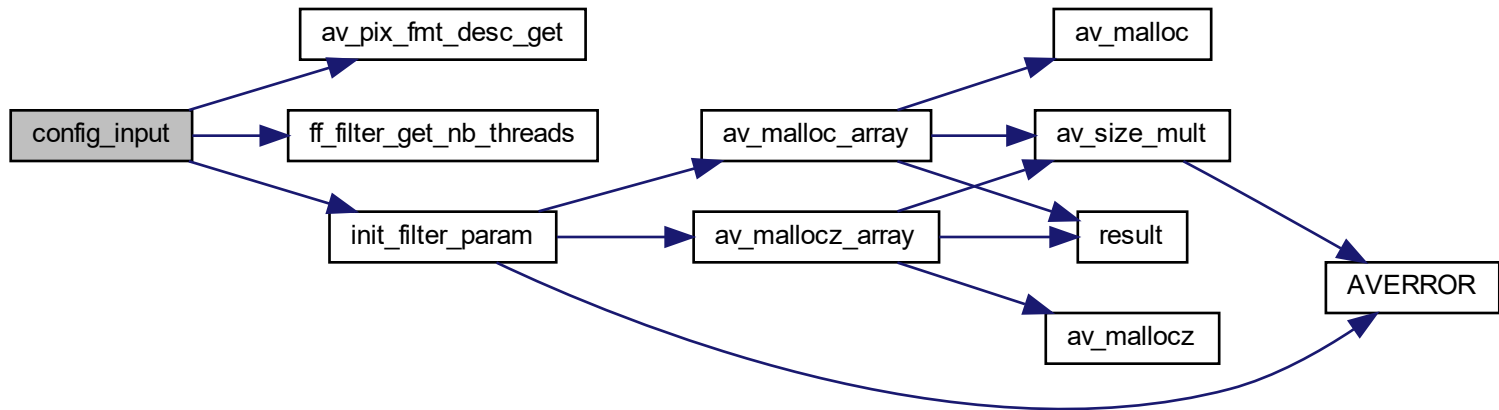 av_pix_fmt_desc_get
av_malloc
config_input
ff_filter_get_nb_threads
av_malloc_array
av_size_mult
init_filter_param
av_mallocz_array
result
AVERROR
av_mallocz